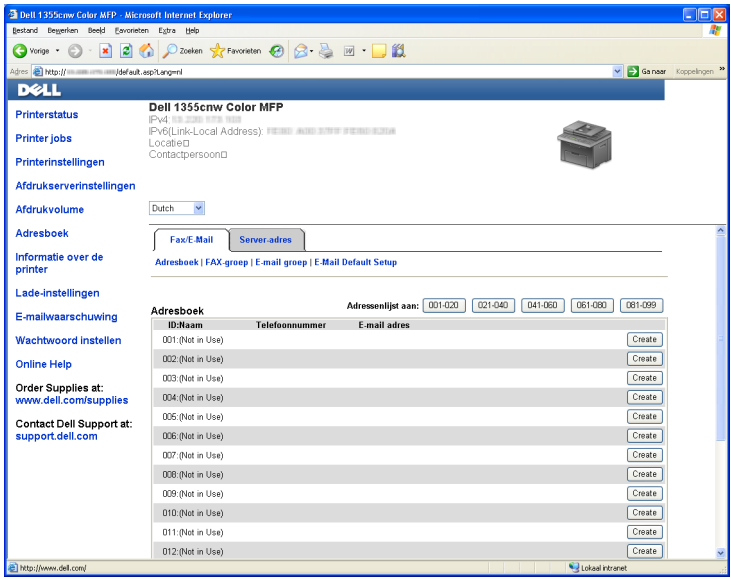 Dell 1355cnw Color MFP - Microsoft Internet Explorer
Bestand Bewerken Beeld Favorieten Extra Help
Vorige Zoeken Favorieten
Adres http:// /default.asp?Lang=nl Ga naar Koppelingen »
DELL
Dell 1355cnw Color MFP
IPv4:
IPv6(Link-Local Address):
Locatie
Contactpersoon
Printerstatus
Printer jobs
Printerinstellingen
Afdrukserverinstellingen
Afdrukvolume
Adresboek
Informatie over de
printer
Lade-instellingen
E-mailwaarschuwing
Wachtwoord instellen
Online Help
Order Supplies at:
www.dell.com/supplies
Contact Dell Support at:
support.dell.com
Dutch
Fax/E-Mail Server-adres
Adresboek | FAX-groep | E-mail groep | E-Mail Default Setup
Adresboek Adressenlijst aan: 001-020 021-040 041-060 061-080 081-099
ID:Naam Telefoonnummer E-mail adres
001:(Not in Use) Create
002:(Not in Use) Create
003:(Not in Use) Create
004:(Not in Use) Create
005:(Not in Use) Create
006:(Not in Use) Create
007:(Not in Use) Create
008:(Not in Use) Create
009:(Not in Use) Create
010:(Not in Use) Create
011:(Not in Use) Create
012:(Not in Use) Create
http://www.dell.com/ Lokaal intranet